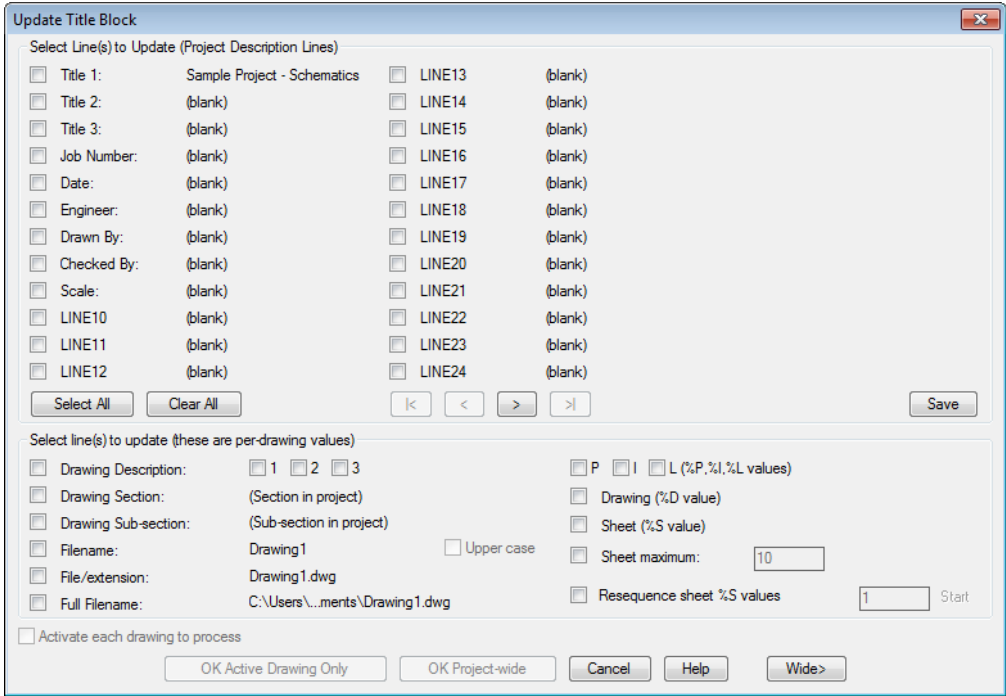 Update Title Block
Select Line(s) to Update (Project Description Lines)
Title 1: Sample Project - Schematics LINE13 (blank)
Title 2: (blank) LINE14 (blank)
Title 3: (blank) LINE15 (blank)
Job Number: (blank) LINE16 (blank)
Date: (blank) LINE17 (blank)
Engineer: (blank) LINE18 (blank)
Drawn By: (blank) LINE19 (blank)
Checked By: (blank) LINE20 (blank)
Scale: (blank) LINE21 (blank)
LINE10 (blank) LINE22 (blank)
LINE11 (blank) LINE23 (blank)
LINE12 (blank) LINE24 (blank)
Select All Clear All |< < > >| Save
Select line(s) to update (these are per-drawing values)
Drawing Description: 1 2 3 P I L (%P,%I,%L values)
Drawing Section: (Section in project) Drawing (%D value)
Drawing Sub-section: (Sub-section in project) Sheet (%S value)
Filename: Drawing1 Upper case Sheet maximum: 10
File/extension: Drawing1.dwg
Full Filename: C:\Users\...ments\Drawing1.dwg Resequence sheet %S values 1 Start
Activate each drawing to process
OK Active Drawing Only OK Project-wide Cancel Help Wide>